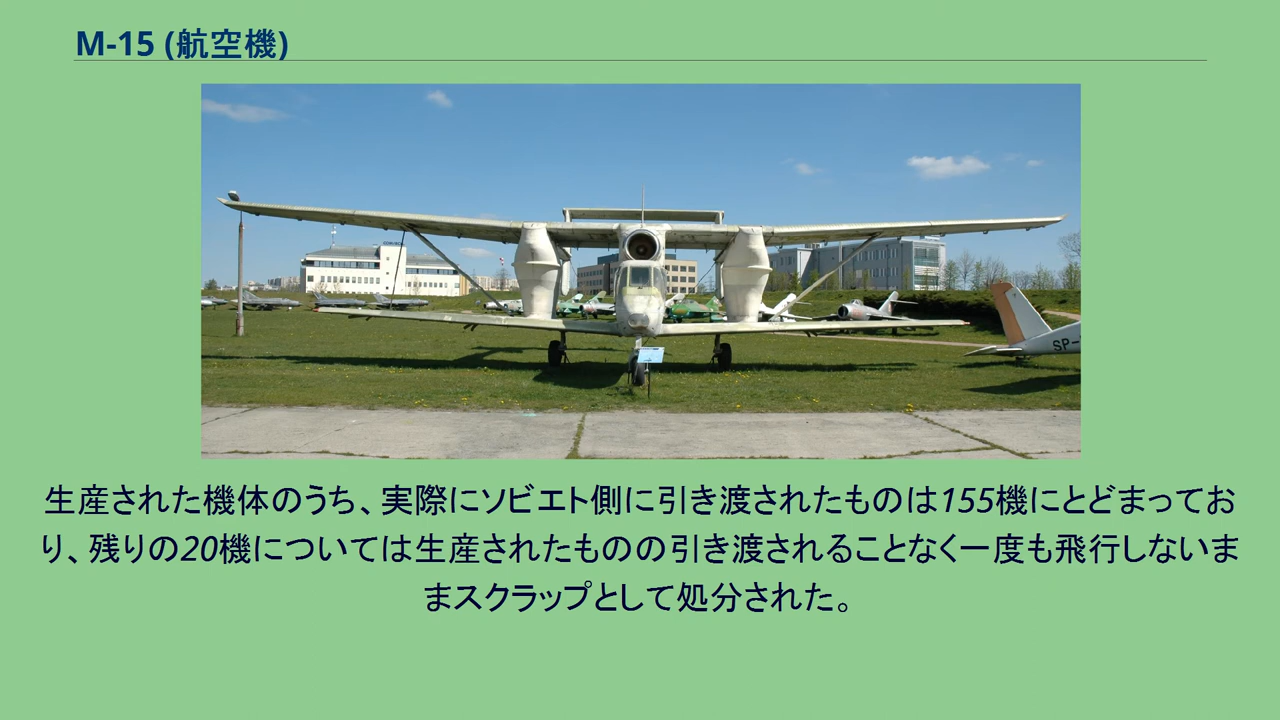 M-15 (航空機)
SP-
生産された機体のうち、実際にソビエト側に引き渡されたものは155機にとどまってお
り、残りの20機については生産されたものの引き渡されることなく一度も飛行しないま
まスクラップとして処分された。